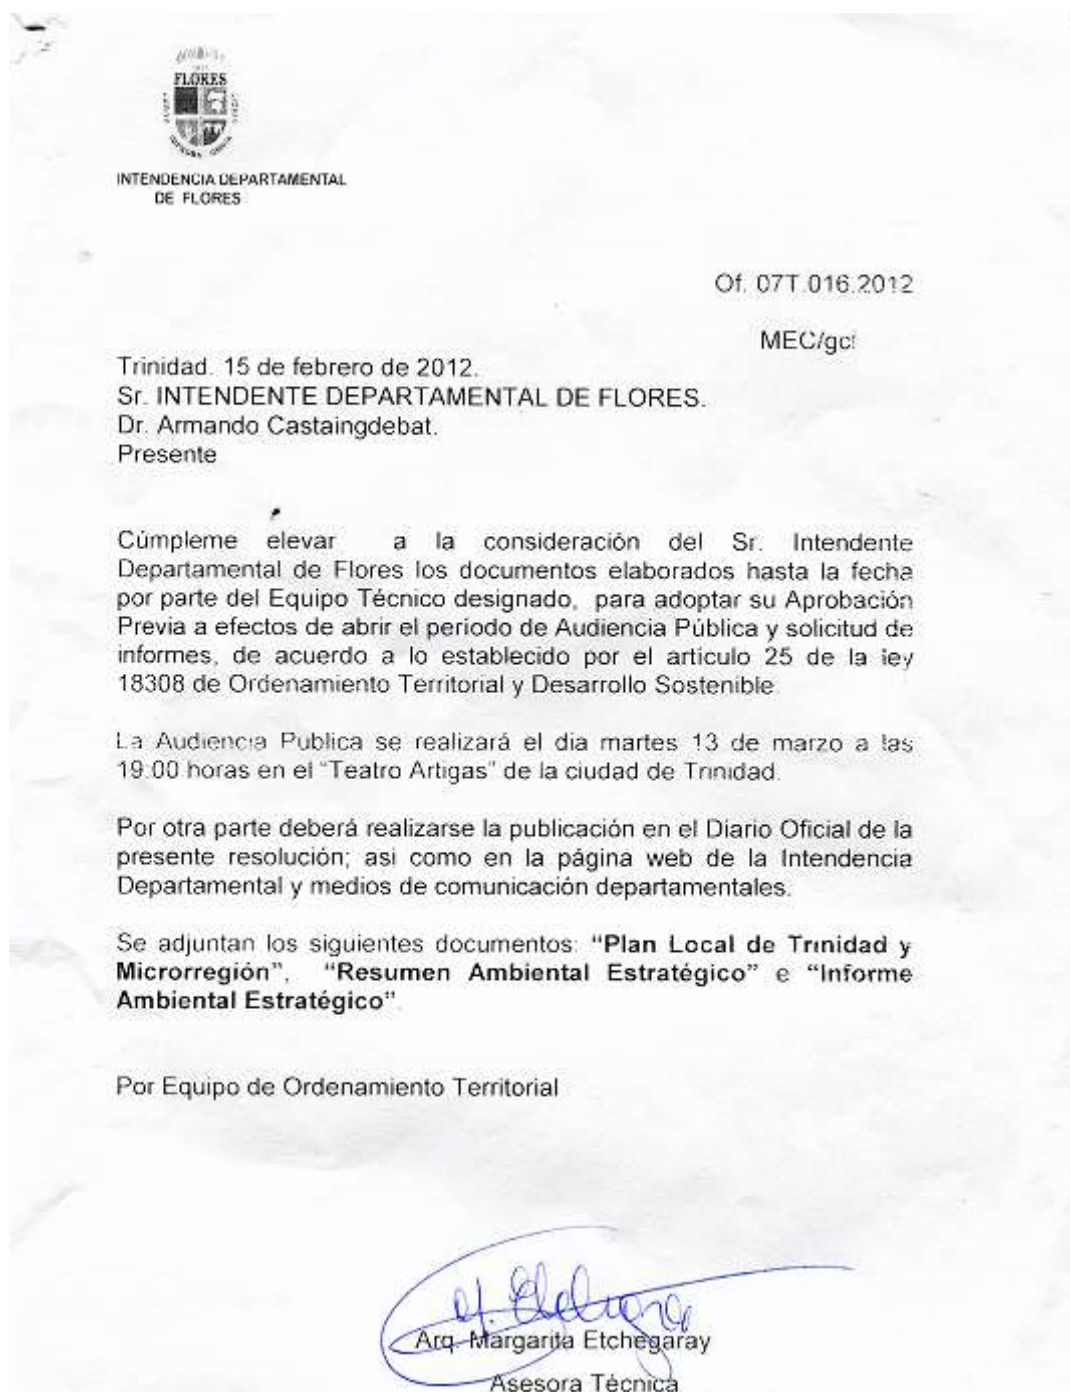 FLORES
INTENDENCIA DEPARTAMENTAL
DE FLORES
Of. 07T.016.2012
MEC/gcf
Trinidad. 15 de febrero de 2012.
Sr. INTENDENTE DEPARTAMENTAL DE FLORES.
Dr. Armando Castaingdebat.
Presente
Cúmpleme elevar a la consideración del Sr. Intendente
Departamental de Flores los documentos elaborados hasta la fecha
por parte del Equipo Técnico designado, para adoptar su Aprobación
Previa a efectos de abrir el período de Audiencia Pública y solicitud de
informes, de acuerdo a lo establecido por el artículo 25 de la ley
18308 de Ordenamiento Territorial y Desarrollo Sostenible.
La Audiencia Publica se realizará el dia martes 13 de marzo a las
19:00 horas en el "Teatro Artigas" de la ciudad de Trinidad.
Por otra parte deberá realizarse la publicación en el Diario Oficial de la
presente resolución; asi como en la página web de la Intendencia
Departamental y medios de comunicación departamentales.
Se adjuntan los siguientes documentos: "Plan Local de Trinidad y
Microrregión", "Resumen Ambiental Estratégico" e "Informe
Ambiental Estratégico".
Por Equipo de Ordenamiento Territorial
Arq. Margarita Etchegaray
Asesora Técnica